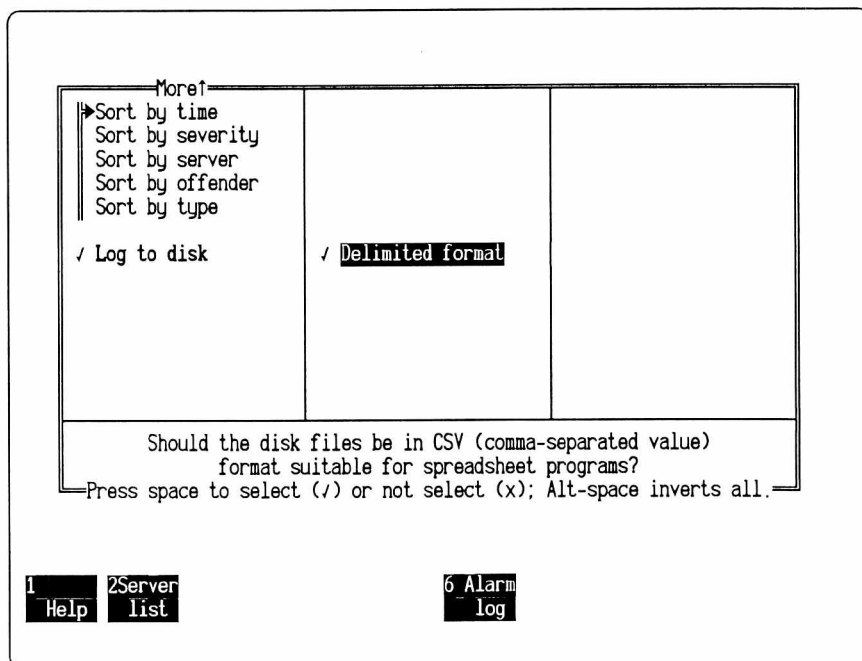 More↑
Sort by time
Sort by severity
Sort by server
Sort by offender
Sort by type
√ Log to disk
√ Delimited format
Should the disk files be in CSV (comma-separated value)
format suitable for spreadsheet programs?
Press space to select (√) or not select (x); Alt-space inverts all.
1 Help
2Server list
6 Alarm log